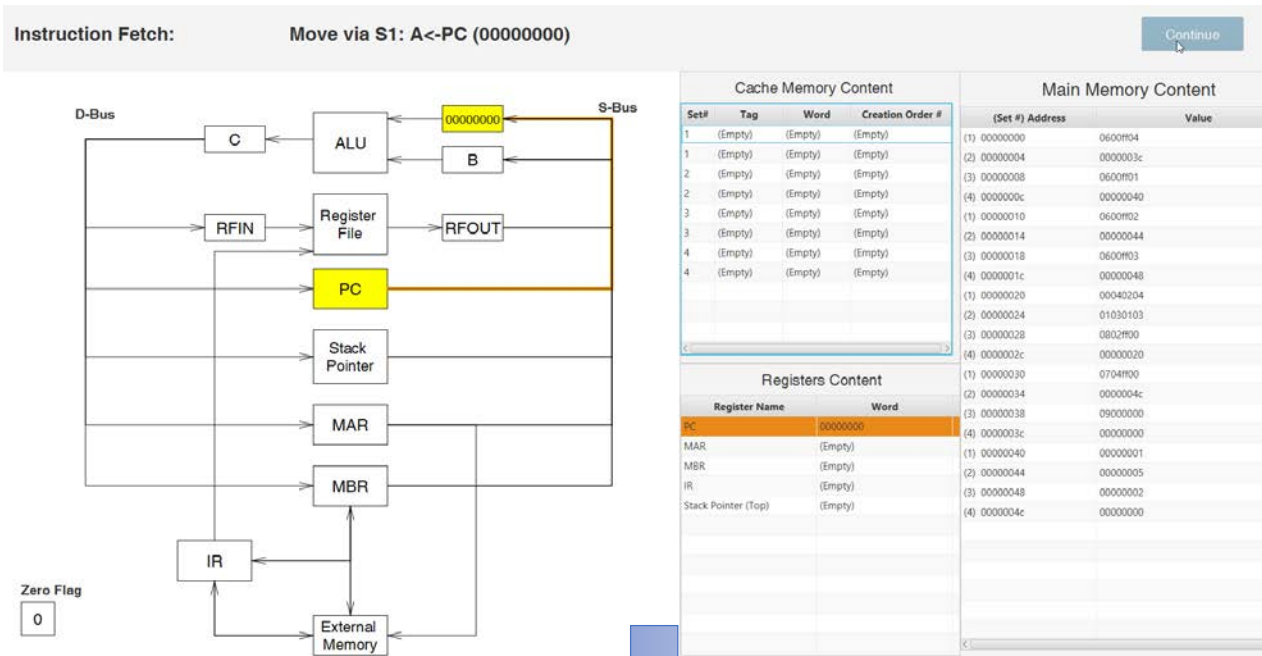 Instruction Fetch: Move via S1: A<-PC (00000000)
Continue
D-Bus
S-Bus
C
ALU
00000000
B
RFIN
Register
File
RFOUT
PC
Stack
Pointer
MAR
MBR
IR
Zero Flag
0
External
Memory
Cache Memory Content
Set# Tag Word Creation Order #
1 (Empty) (Empty) (Empty)
1 (Empty) (Empty) (Empty)
2 (Empty) (Empty) (Empty)
2 (Empty) (Empty) (Empty)
3 (Empty) (Empty) (Empty)
3 (Empty) (Empty) (Empty)
4 (Empty) (Empty) (Empty)
4 (Empty) (Empty) (Empty)
Registers Content
Register Name Word
PC 00000000
MAR (Empty)
MBR (Empty)
IR (Empty)
Stack Pointer (Top) (Empty)
Main Memory Content
(Set #) Address Value
(1) 00000000 0600ff04
(2) 00000004 0000003c
(3) 00000008 0600ff01
(4) 0000000c 00000040
(1) 00000010 0600ff02
(2) 00000014 00000044
(3) 00000018 0600ff03
(4) 0000001c 00000048
(1) 00000020 00040204
(2) 00000024 01030103
(3) 00000028 0802ff00
(4) 0000002c 00000020
(1) 00000030 0704ff00
(2) 00000034 0000004c
(3) 00000038 09000000
(4) 0000003c 00000000
(1) 00000040 00000001
(2) 00000044 00000005
(3) 00000048 00000002
(4) 0000004c 00000000